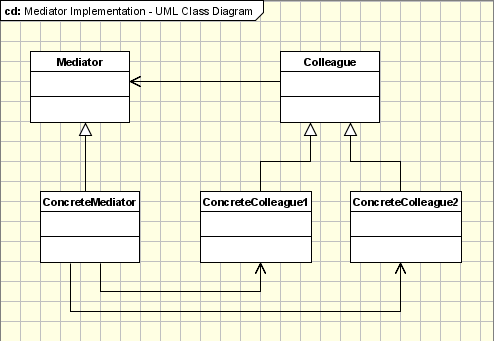 cd: Mediator Implementation - UML Class Diagram
Mediator
Colleague
ConcreteMediator
ConcreteColleague1
ConcreteColleague2